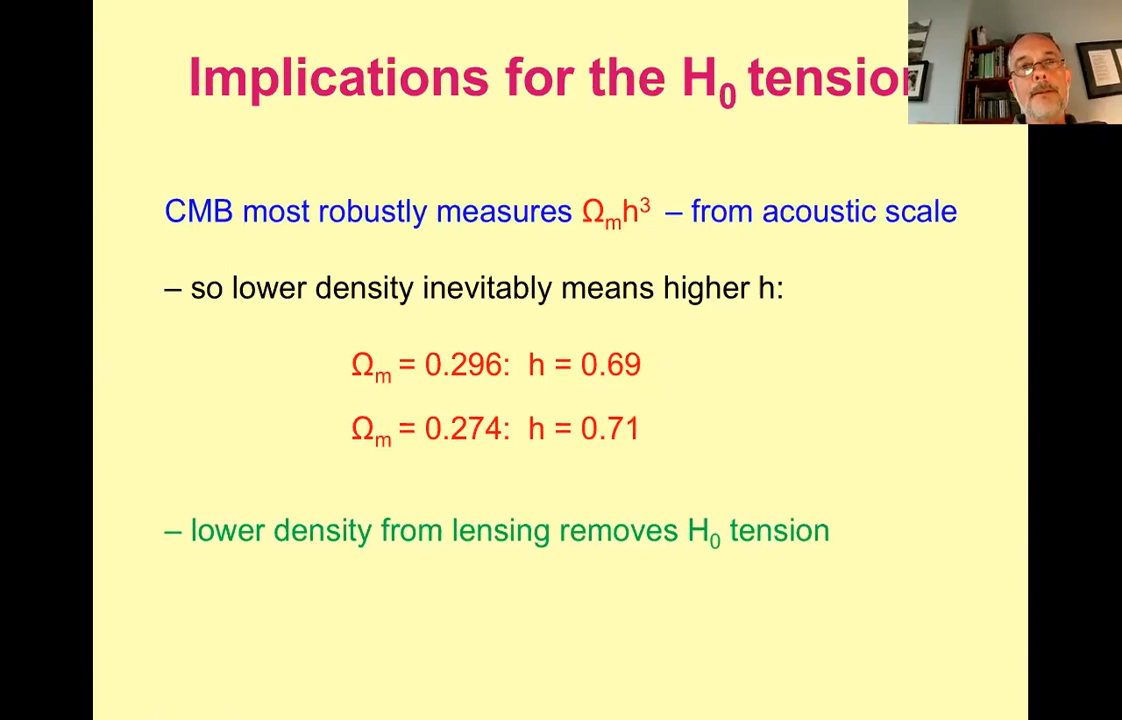 Implications for the H₀ tension
CMB most robustly measures Ωₘh³ – from acoustic scale
– so lower density inevitably means higher h:
Ωₘ = 0.296: h = 0.69
Ωₘ = 0.274: h = 0.71
– lower density from lensing removes H₀ tension